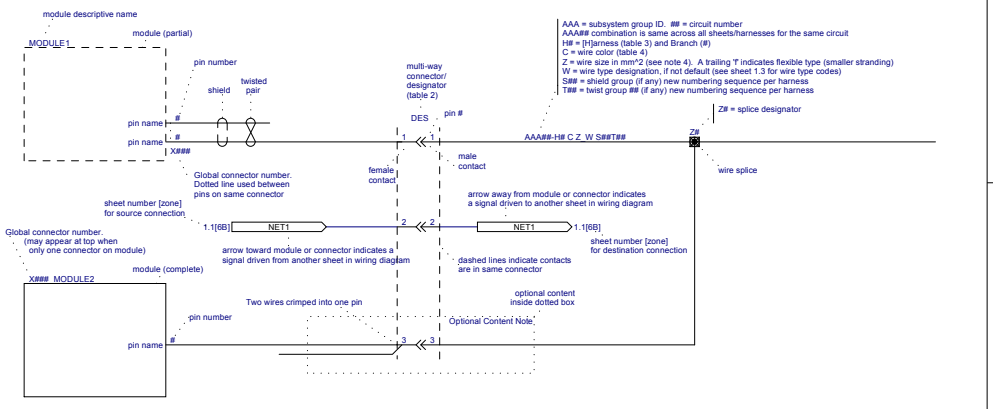 module descriptive name
MODULE1
module (partial)
pin number
shield
twisted
pair
multi-way
connector/
designator
(table 2)
DES
pin #
AAA = subsystem group ID. ## = circuit number
AAA## combination is same across all sheets/harnesses for the same circuit
H# = [H]arness (table 3) and Branch (#)
C = wire color (table 4)
Z = wire size in mm^2 (see note 4). A trailing 'f' indicates flexible type (smaller stranding)
W = wire type designation, if not default (see sheet 1.3 for wire type codes)
S## = shield group (if any) new numbering sequence per harness
T## = twist group ## (if any) new numbering sequence per harness
Z# = splice designator
pin name #
pin name #
X###
1 1
AAA##-H# C Z_W S##T##
Z#
wire splice
female
contact
male
contact
Global connector number.
Dotted line used between
pins on same connector
arrow away from module or connector indicates
a signal driven to another sheet in wiring diagram
sheet number [zone]
for source connection
1.1[6B] NET1 2 2 NET1 1.1[6B]
sheet number [zone]
for destination connection
Global connector number.
(may appear at top when
only one connector on module)
arrow toward module or connector indicates a
signal driven from another sheet in wiring diagram
dashed lines indicate contacts
are in same connector
X### MODULE2
module (complete)
Two wires crimped into one pin
optional content
inside dotted box
Optional Content Note
pin number
pin name #
3 3